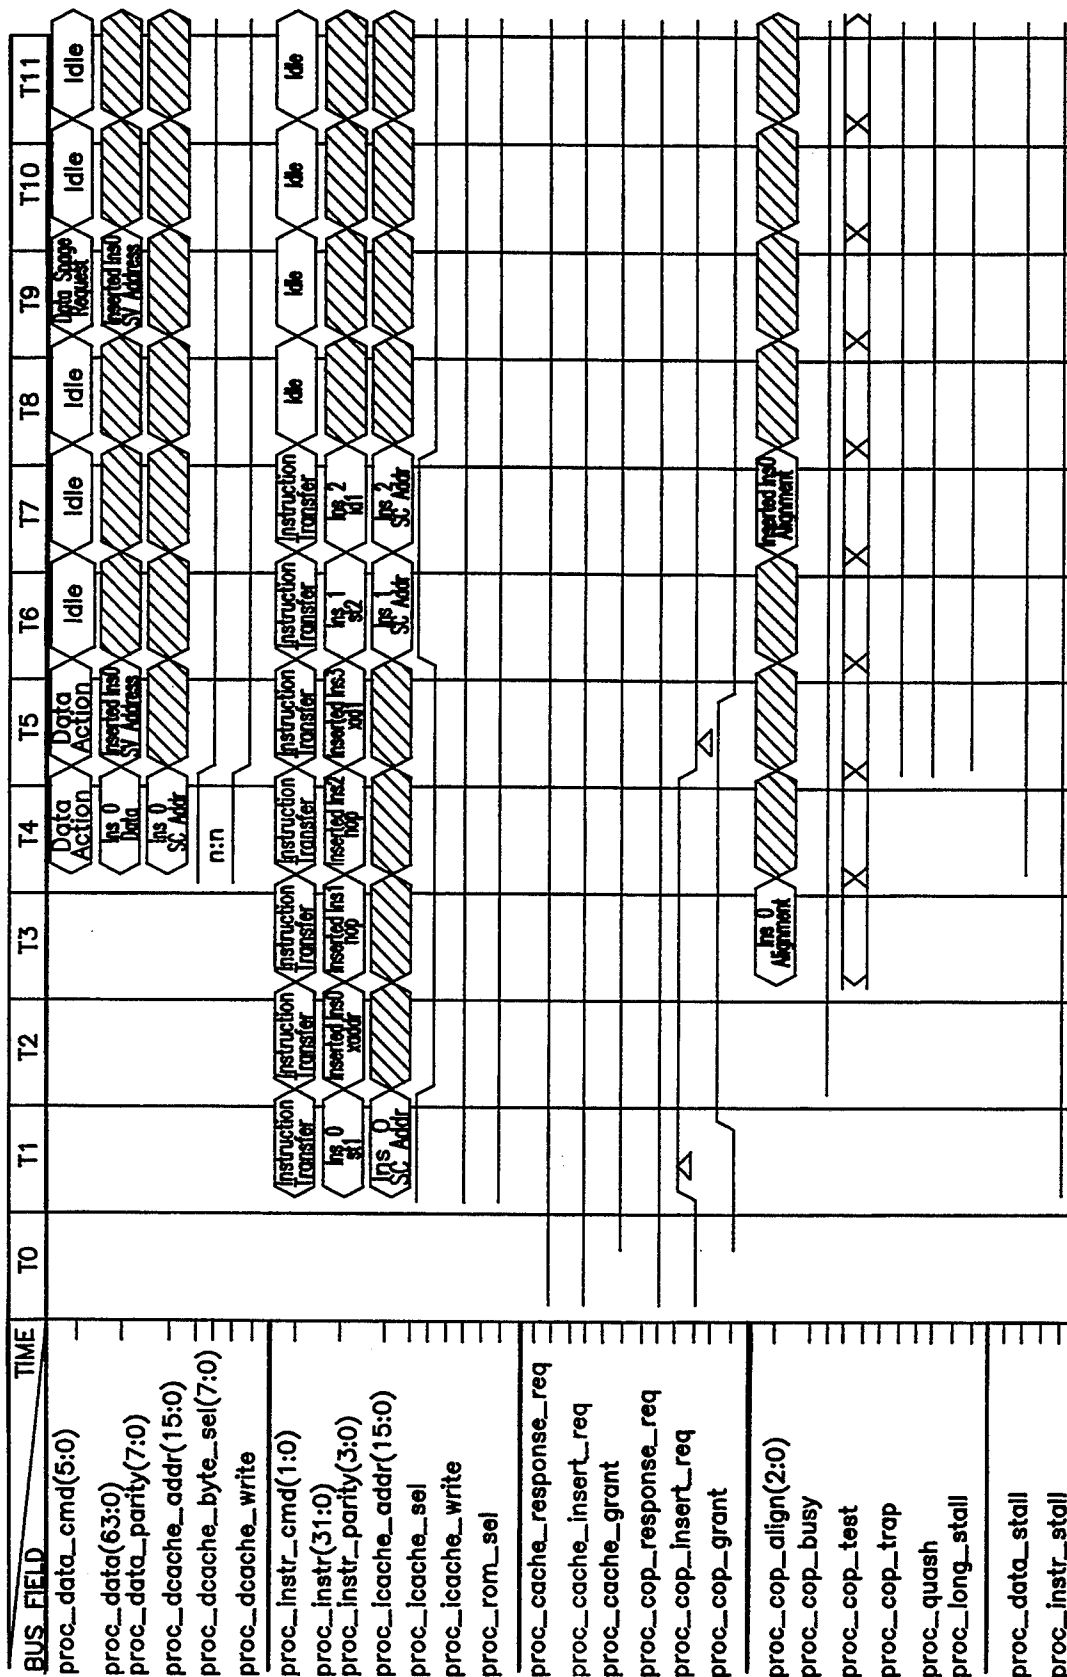 BUS FIELD TIME T0 T1 T2 T3 T4 T5 T6 T7 T8 T9 T10 T11
proc_data_cmd(5:0) Data Action Data Action Idle Idle Idle Data Spage Request Idle Idle
proc_data(63:0) Ins 0 Data Inserted Ins0 SV Address Inserted Ins0 SV Address
proc_data_parity(7:0)
proc_dcache_addr(15:0) Ins 0 SC Addr
proc_dcache_byte_sel(7:0) n:n
proc_dcache_write
proc_instr_cmd(1:0) Instruction Transfer Instruction Transfer Instruction Transfer Instruction Transfer Instruction Transfer Instruction Transfer Instruction Transfer Idle Idle Idle Idle
proc_instr(31:0) Ins 0 st1 Inserted Ins0 xaddr Inserted Ins1 nop Inserted Ins2 nop Inserted Ins3 xld1 Ins 1 st2 Ins 2 ld1
proc_instr_parity(3:0)
proc_icache_addr(15:0) Ins 0 SC Addr Ins 1 SC Addr Ins 2 SC Addr
proc_icache_sel
proc_icache_write
proc_rom_sel
proc_cache_response_req
proc_cache_insert_req
proc_cache_grant
proc_cop_response_req
proc_cop_insert_req
proc_cop_grant
proc_cop_align(2:0) Ins 0 Alignment Inserted Ins0 Alignment
proc_cop_busy
proc_cop_test
proc_cop_trap
proc_quash
proc_long_stall
proc_data_stall
proc_instr_stall